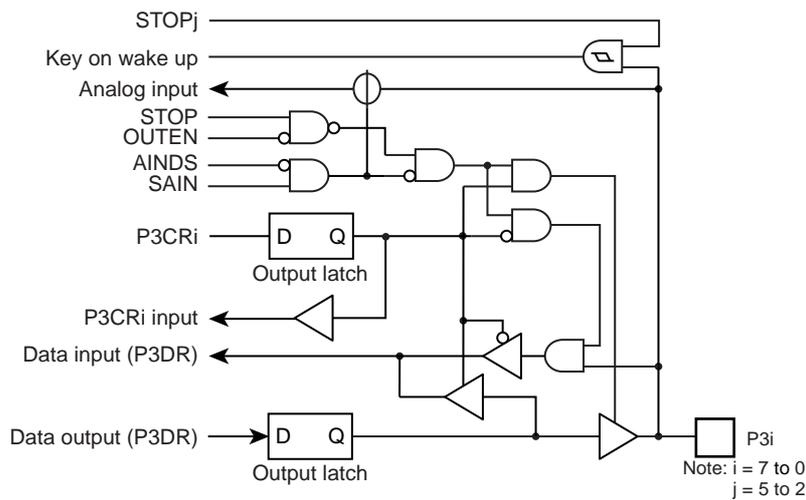 STOPj
Key on wake up
Analog input
STOP
OUTEN
AINDS
SAIN
P3CRi
D Q
Output latch
P3CRi input
Data input (P3DR)
Data output (P3DR)
D Q
Output latch
P3i
Note: i = 7 to 0
j = 5 to 2